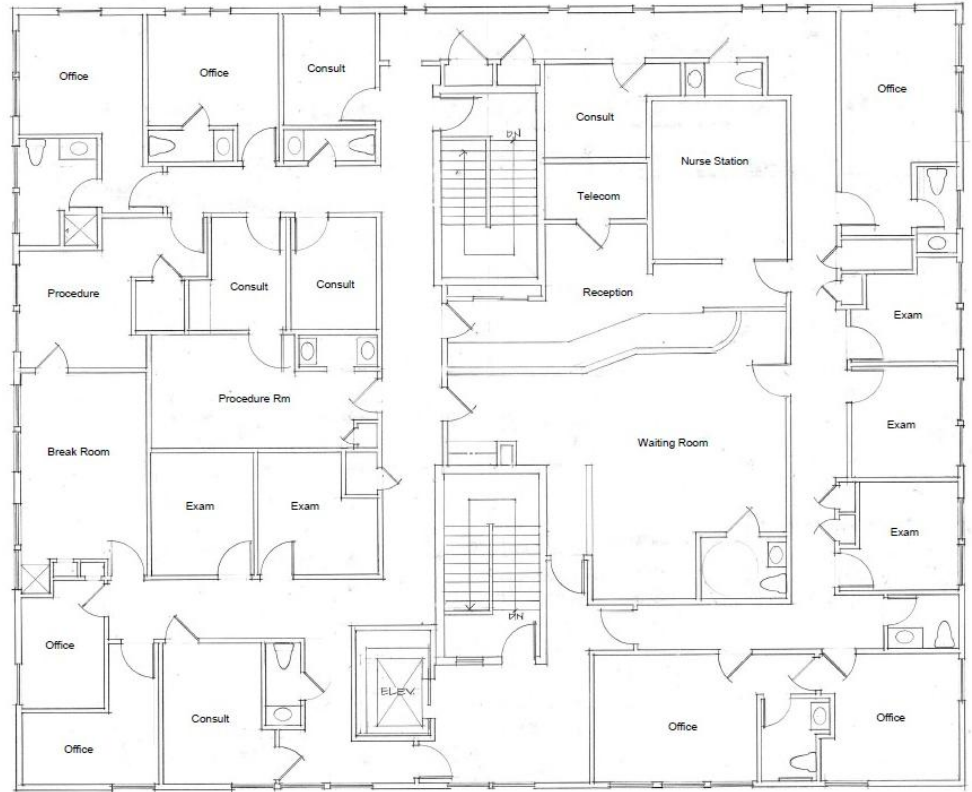 Office
Office
Consult
Office
Consult
DN
Nurse Station
Telecom
Procedure
Consult
Consult
Reception
Exam
Procedure Rm
Break Room
Waiting Room
Exam
Exam
Exam
Exam
DN
Office
ELEV.
Consult
Office
Office
Office